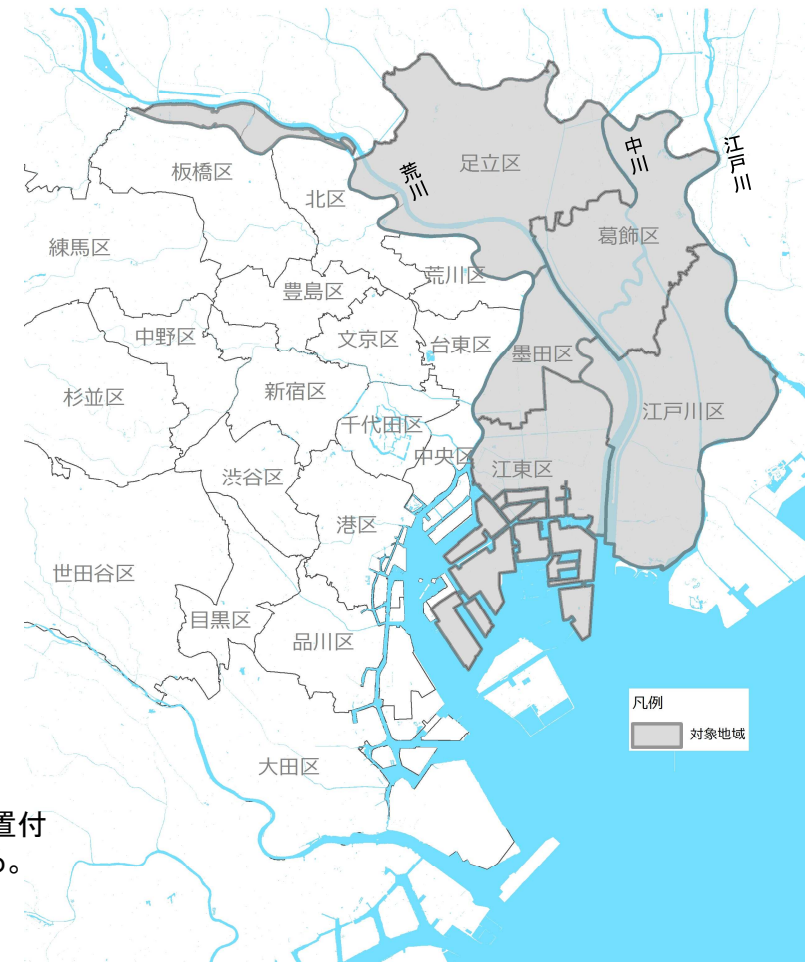 荒川
足立区
中川
江戸川
板橋区
北区
葛飾区
練馬区
荒川区
豊島区
中野区
文京区
台東区
墨田区
杉並区
新宿区
江戸川区
千代田区
中央区
江東区
渋谷区
港区
世田谷区
目黒区
品川区
凡例
対象地域
大田区
置付